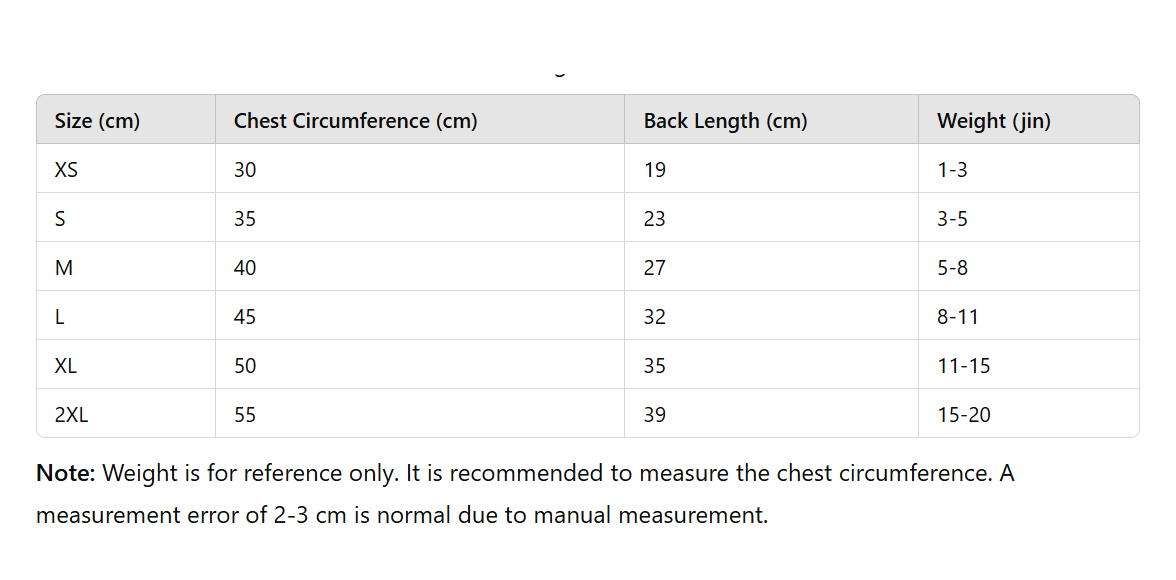 Size (cm) Chest Circumference (cm) Back Length (cm) Weight (jin)
XS 30 19 1-3
S 35 23 3-5
M 40 27 5-8
L 45 32 8-11
XL 50 35 11-15
2XL 55 39 15-20
Note: Weight is for reference only. It is recommended to measure the chest circumference. A
measurement error of 2-3 cm is normal due to manual measurement.